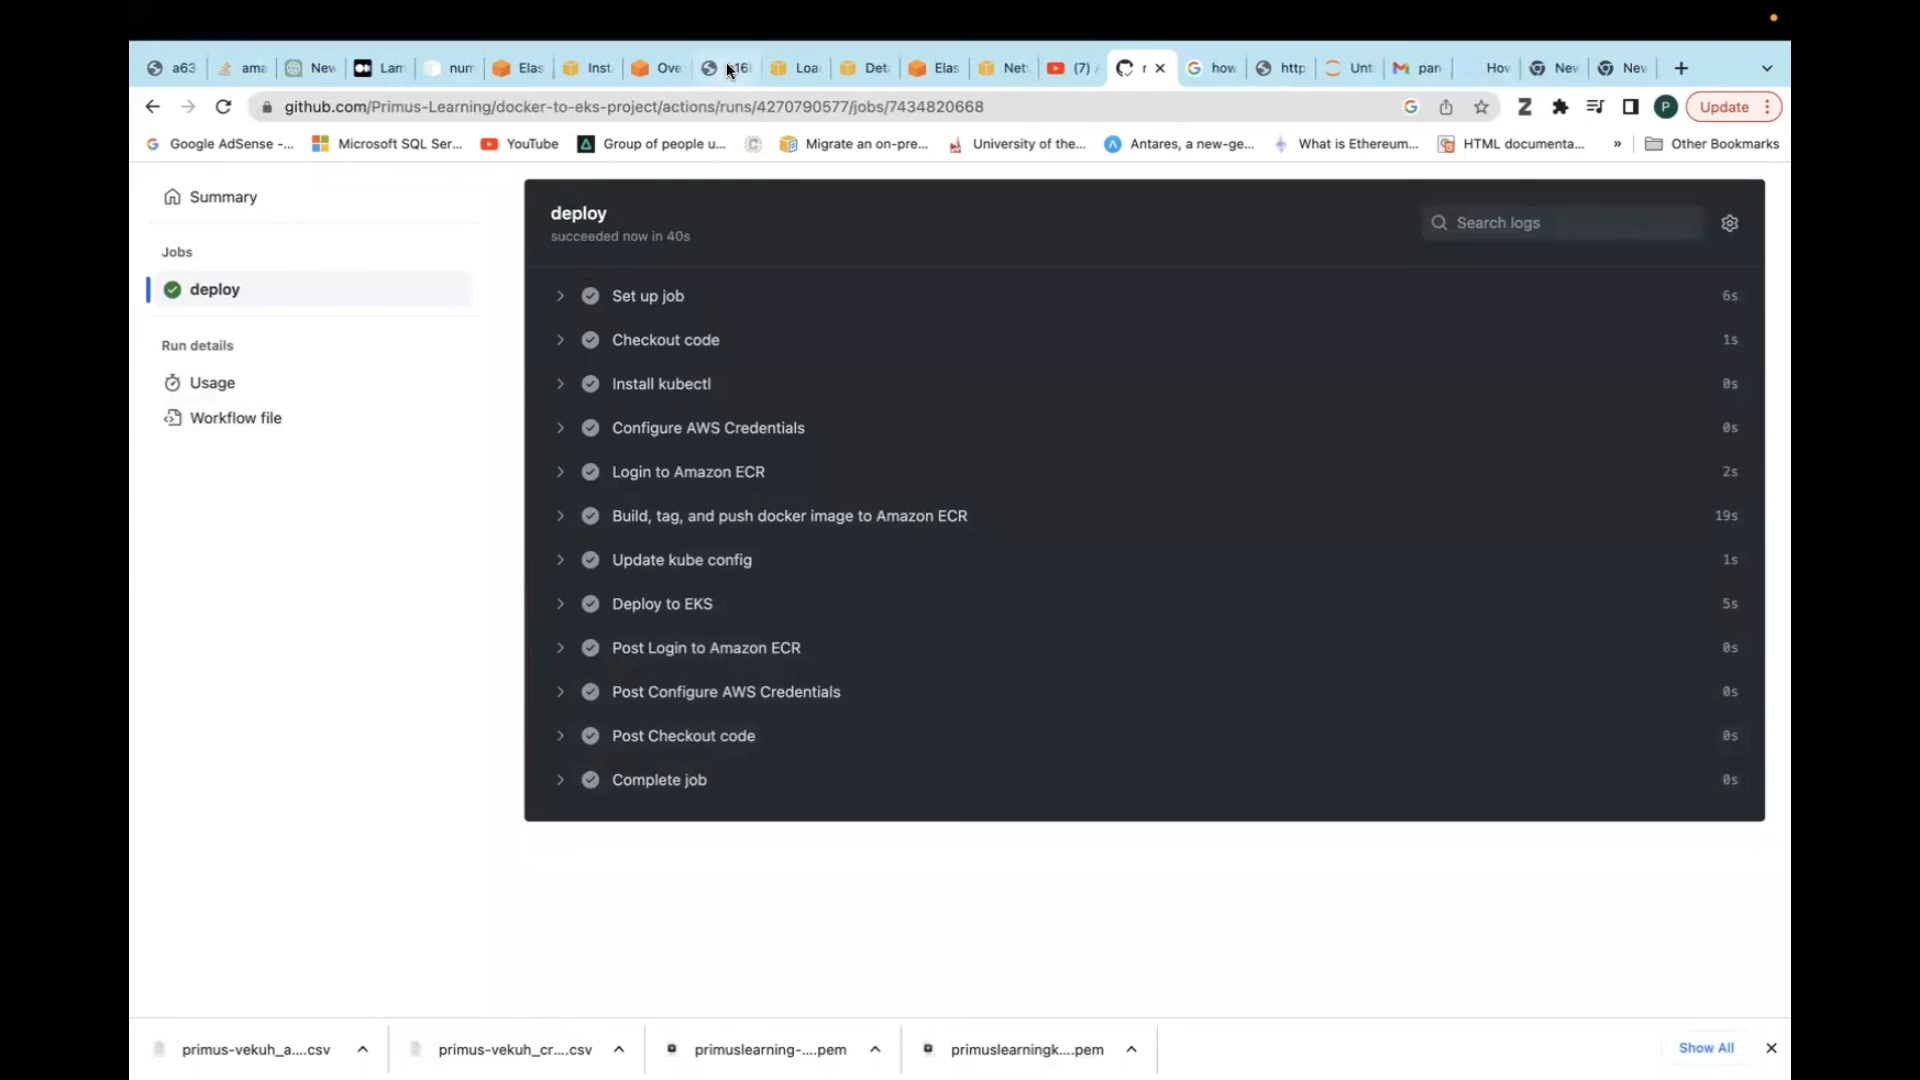 a63
ama
New
Lam
num
Elas
Inst
Ove
16
Loa
Det
Elas
Net
(7)
how
http
Unt
pan
How
New
New
github.com/Primus-Learning/docker-to-eks-project/actions/runs/4270790577/jobs/7434820668
P
Update
Google AdSense -...
Microsoft SQL Ser...
YouTube
Group of people u...
Migrate an on-pre...
University of the...
Antares, a new-ge...
What is Ethereum...
HTML documenta...
»
Other Bookmarks
Summary
Jobs
deploy
Run details
Usage
Workflow file
deploy
succeeded now in 40s
Search logs
Set up job 6s
Checkout code 1s
Install kubectl 0s
Configure AWS Credentials 0s
Login to Amazon ECR 2s
Build, tag, and push docker image to Amazon ECR 19s
Update kube config 1s
Deploy to EKS 5s
Post Login to Amazon ECR 0s
Post Configure AWS Credentials 0s
Post Checkout code 0s
Complete job 0s
primus-vekuh_a....csv
primus-vekuh_cr....csv
primuslearning-....pem
primuslearningk....pem
Show All